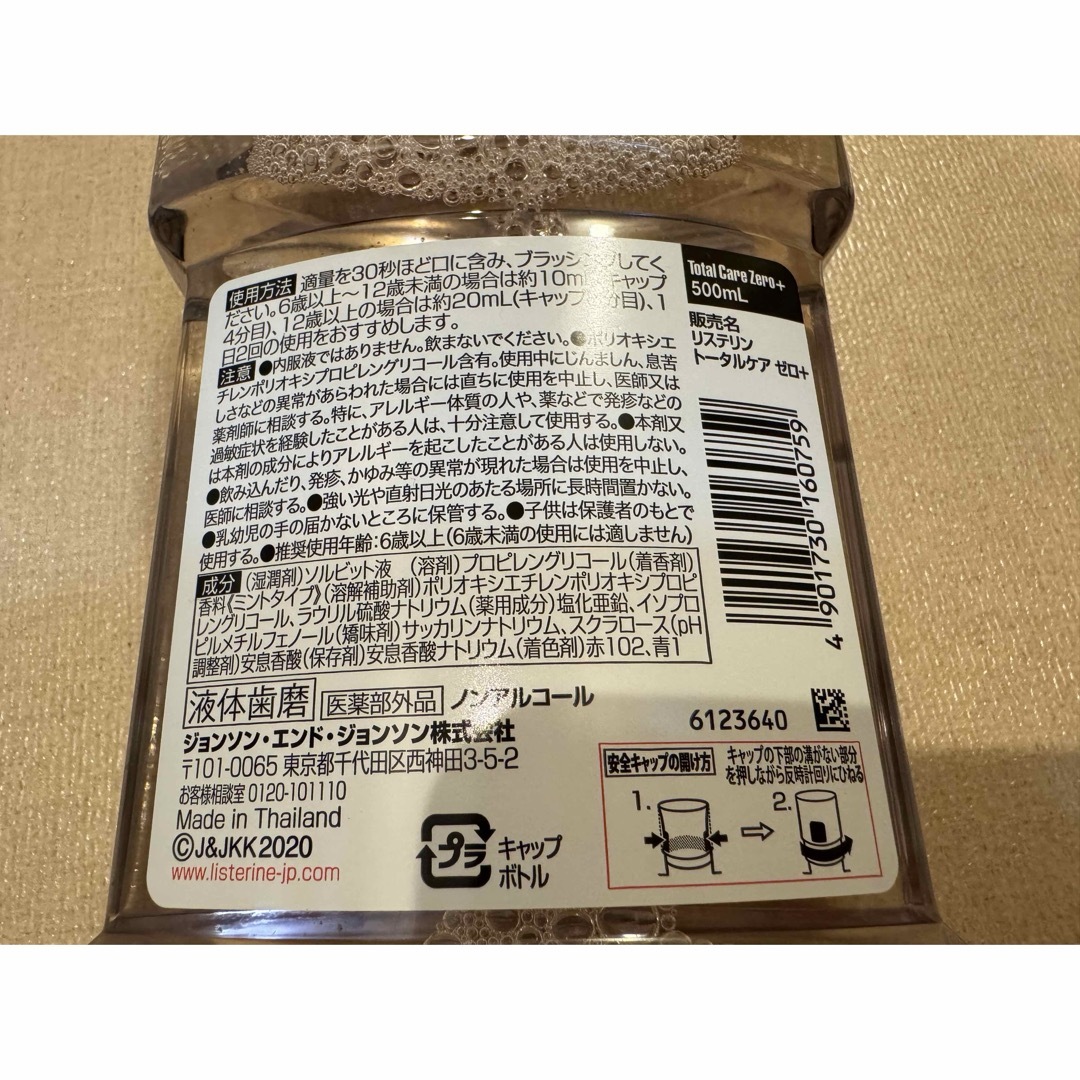 使用方法 適量を30秒ほど口に含み、ブラッシングしてく
ださい。6歳以上～12歳未満の場合は約10mL(キャップ
4分目)、12歳以上の場合は約20mL(キャップ 分目)、1
日2回の使用をおすすめします。
注意 ●内服液ではありません。飲まないでください。●ポリオキシエ
チレンポリオキシプロピレングリコール含有。使用中にじんましん、息苦
しさなどの異常があらわれた場合には直ちに使用を中止し、医師又は
薬剤師に相談する。特に、アレルギー体質の人や、薬などで発疹などの
過敏症状を経験したことがある人は、十分注意して使用する。●本剤又
は本剤の成分によりアレルギーを起こしたことがある人は使用しない。
●飲み込んだり、発疹、かゆみ等の異常が現れた場合は使用を中止し、
医師に相談する。●強い光や直射日光のあたる場所に長時間置かない。
●乳幼児の手の届かないところに保管する。●子供は保護者のもとで
使用する。●推奨使用年齢:6歳以上(6歳未満の使用には適しません)
成分 (湿潤剤)ソルビット液 (溶剤)プロピレングリコール(着香剤)
香料《ミントタイプ》(溶解補助剤)ポリオキシエチレンポリオキシプロピ
レングリコール、ラウリル硫酸ナトリウム(薬用成分)塩化亜鉛、イソプロ
ピルメチルフェノール(矯味剤)サッカリンナトリウム、スクラロース(pH
調整剤)安息香酸(保存剤)安息香酸ナトリウム(着色剤)赤102、青1
液体歯磨 医薬部外品 ノンアルコール
ジョンソン・エンド・ジョンソン株式会社
〒101-0065 東京都千代田区西神田3-5-2
お客様相談室 0120-101110
Made in Thailand
©J&JKK2020
www.listerine-jp.com
プラ
キャップ
ボトル
Total Care Zero+
500mL
販売名
リステリン
トータルケア ゼロ+
4 901730 160759
6123640
安全キャップの開け方
キャップの下部の溝がない部分
を押しながら反時計回りにひねる
1.
2.